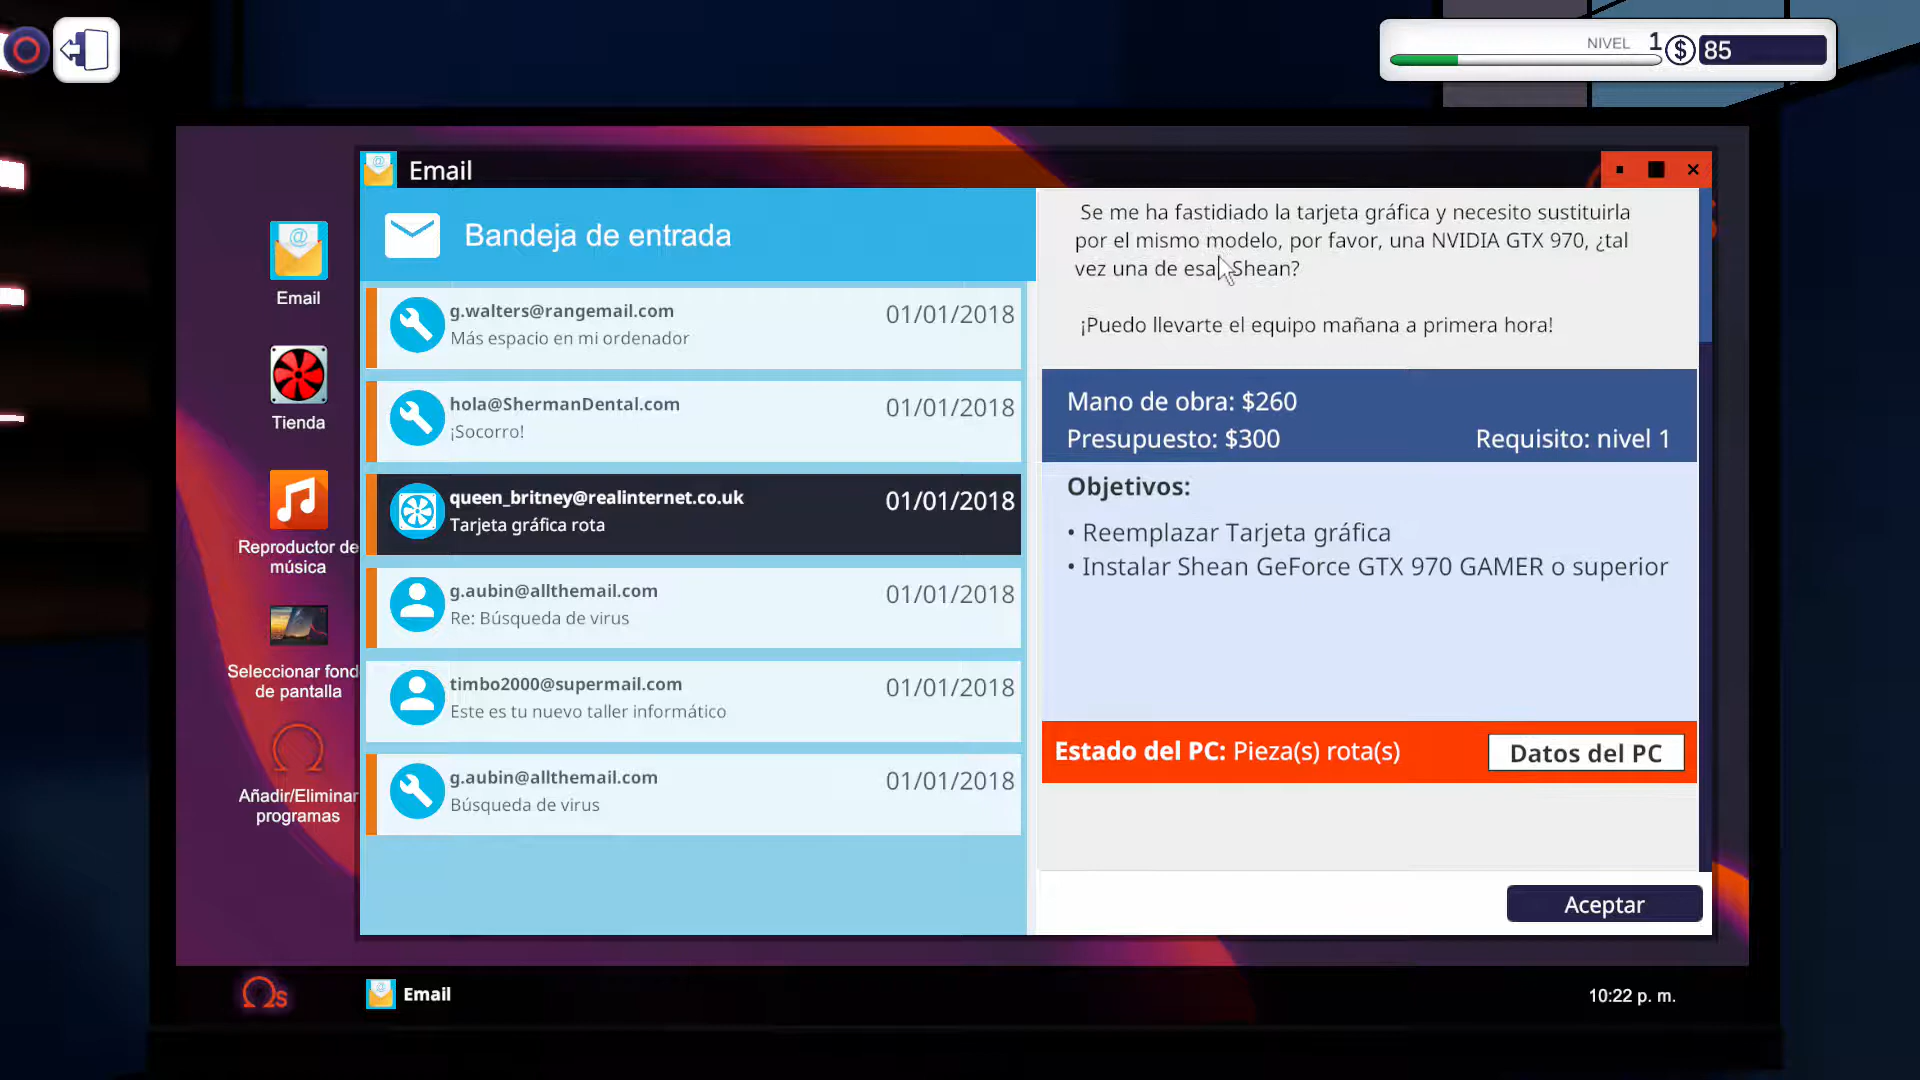 NIVEL 1
85
Email
Bandeja de entrada
g.walters@rangemail.com 01/01/2018
Más espacio en mi ordenador
hola@ShermanDental.com 01/01/2018
¡Socorro!
queen_britney@realinternet.co.uk 01/01/2018
Tarjeta gráfica rota
g.aubin@allthemail.com 01/01/2018
Re: Búsqueda de virus
timbo2000@supermail.com 01/01/2018
Este es tu nuevo taller informático
g.aubin@allthemail.com 01/01/2018
Búsqueda de virus
Se me ha fastidiado la tarjeta gráfica y necesito sustituirla
por el mismo modelo, por favor, una NVIDIA GTX 970, ¿tal
vez una de esa Shean?
¡Puedo llevarte el equipo mañana a primera hora!
Mano de obra: $260
Presupuesto: $300 Requisito: nivel 1
Objetivos:
• Reemplazar Tarjeta gráfica
• Instalar Shean GeForce GTX 970 GAMER o superior
Estado del PC: Pieza(s) rota(s) Datos del PC
Aceptar
Email
Tienda
Reproductor de
música
Seleccionar fond
de pantalla
Añadir/Eliminar
programas
Ωs
Email
10:22 p. m.